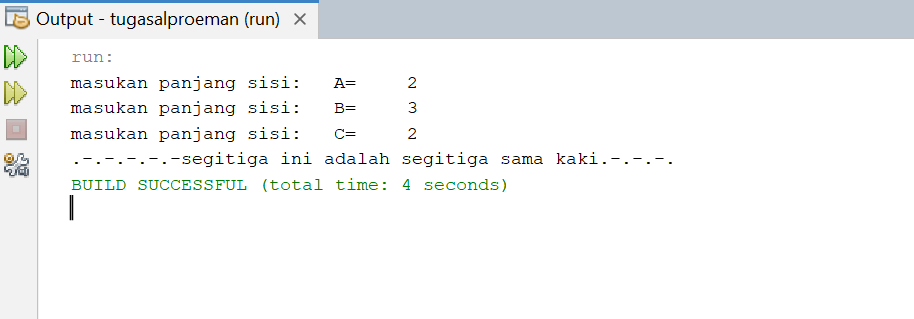 Output - tugasalproeman (run)
run:
masukan panjang sisi:   A=     2
masukan panjang sisi:   B=     3
masukan panjang sisi:   C=     2
.-.-.-.-.-segitiga ini adalah segitiga sama kaki.-.-.-.
BUILD SUCCESSFUL (total time: 4 seconds)